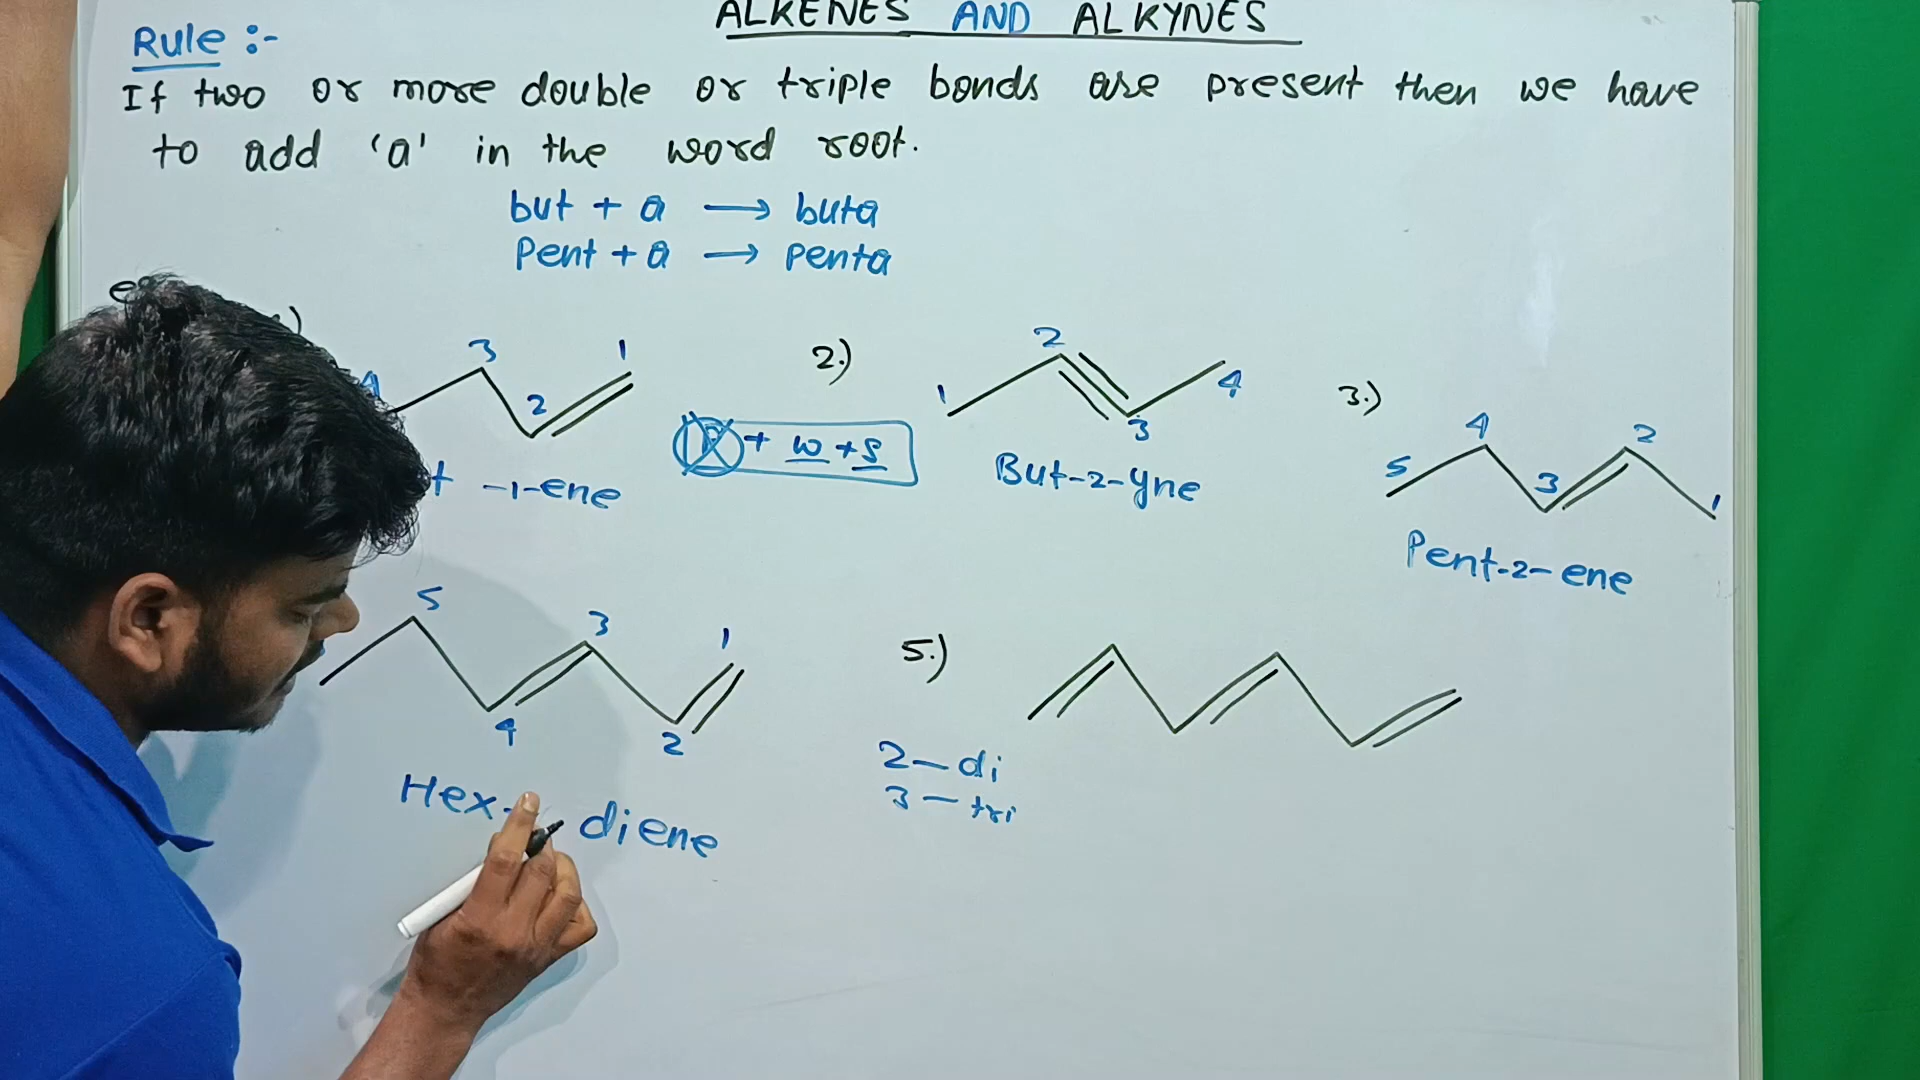 ALKENES AND ALKYNES
Rule :-
If two or more double or triple bonds are present then we have
to add 'a' in the word root.
but + a → buta
Pent + a → penta
3 1
4 2
-1-ene
+ w + s
2.)
2
1 4
3
But-2-yne
3.)
4 2
5 3 1
Pent-2-ene
5 3 1
4 2
Hex- diene
5.)
2 – di
3 – tri